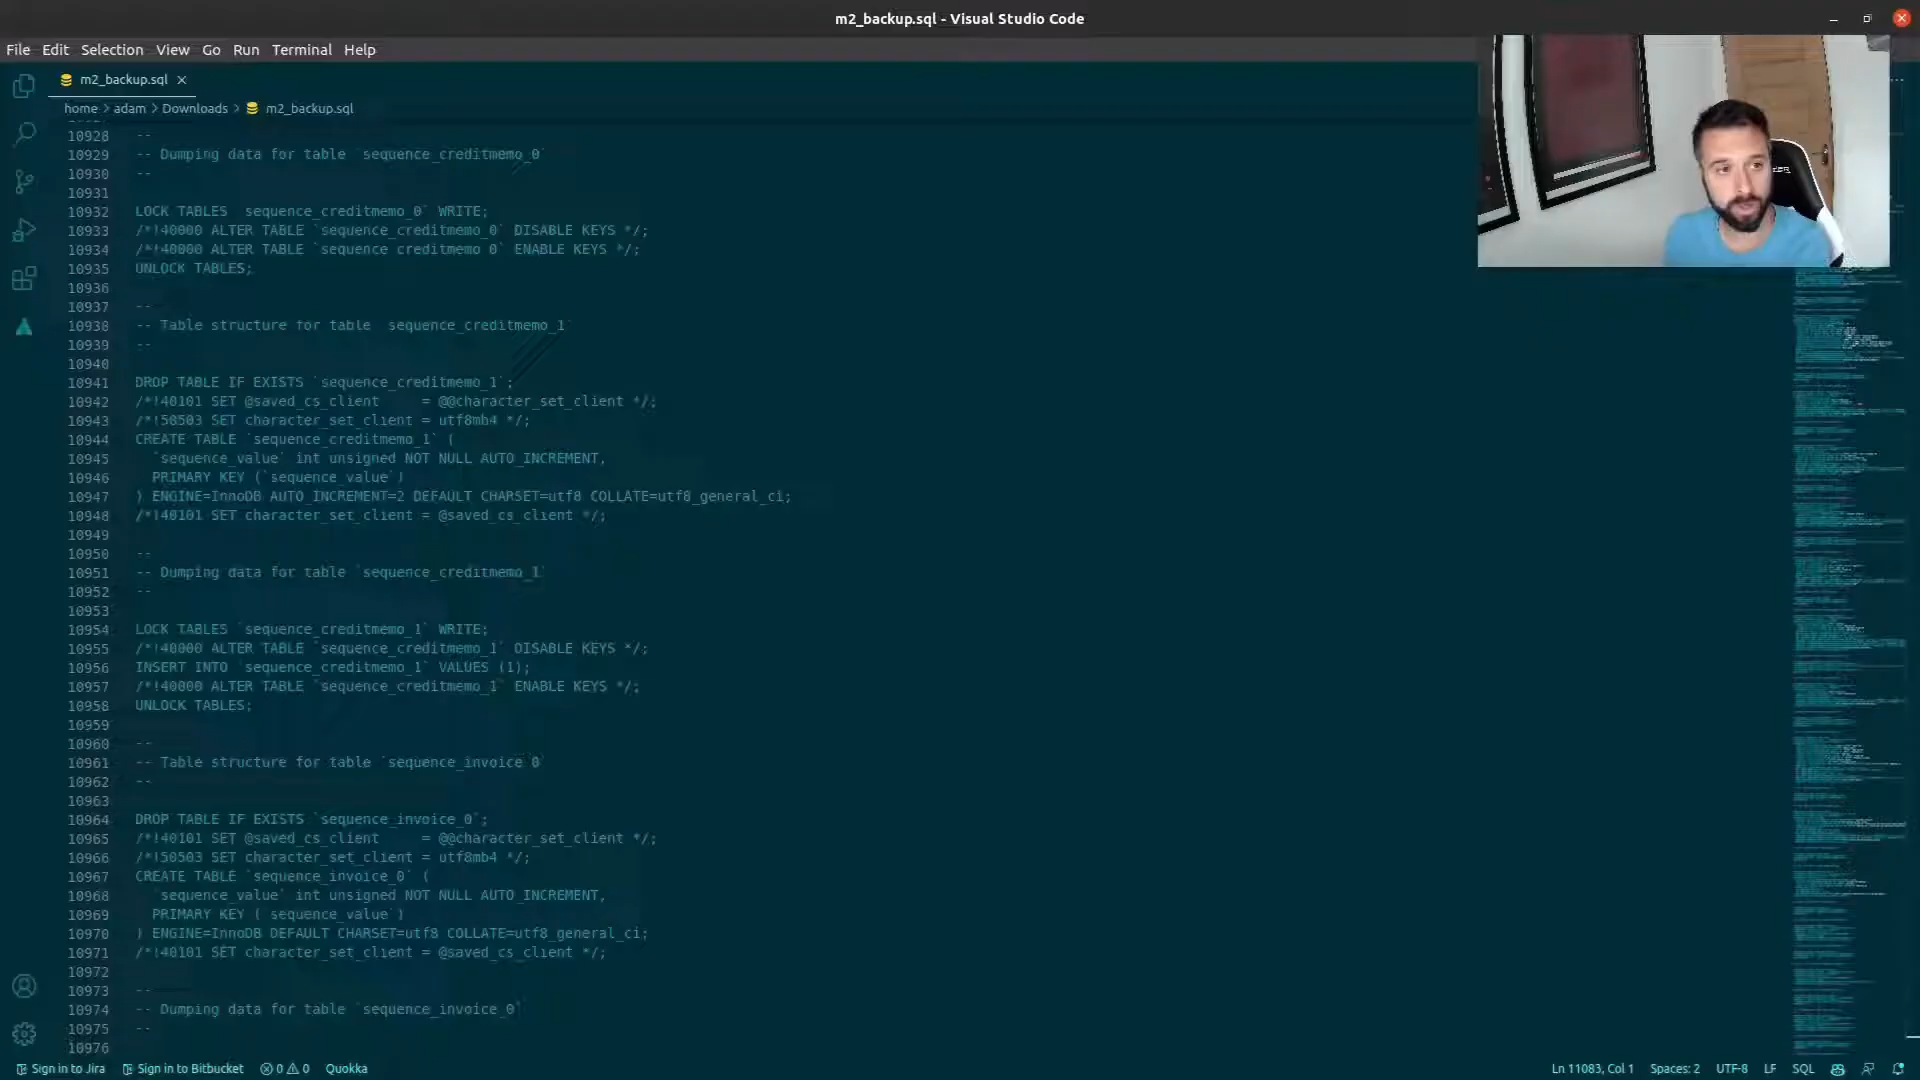 m2_backup.sql - Visual Studio Code
File Edit Selection View Go Run Terminal Help
m2_backup.sql
home > adam > Downloads > m2_backup.sql
10928 --
10929 -- Dumping data for table `sequence_creditmemo_0`
10930 --
10931
10932 LOCK TABLES `sequence_creditmemo_0` WRITE;
10933 /*!40000 ALTER TABLE `sequence_creditmemo_0` DISABLE KEYS */;
10934 /*!40000 ALTER TABLE `sequence_creditmemo_0` ENABLE KEYS */;
10935 UNLOCK TABLES;
10936
10937 --
10938 -- Table structure for table `sequence_creditmemo_1`
10939 --
10940
10941 DROP TABLE IF EXISTS `sequence_creditmemo_1`;
10942 /*!40101 SET @saved_cs_client     = @@character_set_client */;
10943 /*!50503 SET character_set_client = utf8mb4 */;
10944 CREATE TABLE `sequence_creditmemo_1` (
10945   `sequence_value` int unsigned NOT NULL AUTO_INCREMENT,
10946   PRIMARY KEY (`sequence_value`)
10947 ) ENGINE=InnoDB AUTO_INCREMENT=2 DEFAULT CHARSET=utf8 COLLATE=utf8_general_ci;
10948 /*!40101 SET character_set_client = @saved_cs_client */;
10949
10950 --
10951 -- Dumping data for table `sequence_creditmemo_1`
10952 --
10953
10954 LOCK TABLES `sequence_creditmemo_1` WRITE;
10955 /*!40000 ALTER TABLE `sequence_creditmemo_1` DISABLE KEYS */;
10956 INSERT INTO `sequence_creditmemo_1` VALUES (1);
10957 /*!40000 ALTER TABLE `sequence_creditmemo_1` ENABLE KEYS */;
10958 UNLOCK TABLES;
10959
10960 --
10961 -- Table structure for table `sequence_invoice_0`
10962 --
10963
10964 DROP TABLE IF EXISTS `sequence_invoice_0`;
10965 /*!40101 SET @saved_cs_client     = @@character_set_client */;
10966 /*!50503 SET character_set_client = utf8mb4 */;
10967 CREATE TABLE `sequence_invoice_0` (
10968   `sequence_value` int unsigned NOT NULL AUTO_INCREMENT,
10969   PRIMARY KEY (`sequence_value`)
10970 ) ENGINE=InnoDB DEFAULT CHARSET=utf8 COLLATE=utf8_general_ci;
10971 /*!40101 SET character_set_client = @saved_cs_client */;
10972
10973 --
10974 -- Dumping data for table `sequence_invoice_0`
10975 --
10976
Sign in to Jira Sign in to Bitbucket 0 0 Quokka Ln 11083, Col 1 Spaces: 2 UTF-8 LF SQL